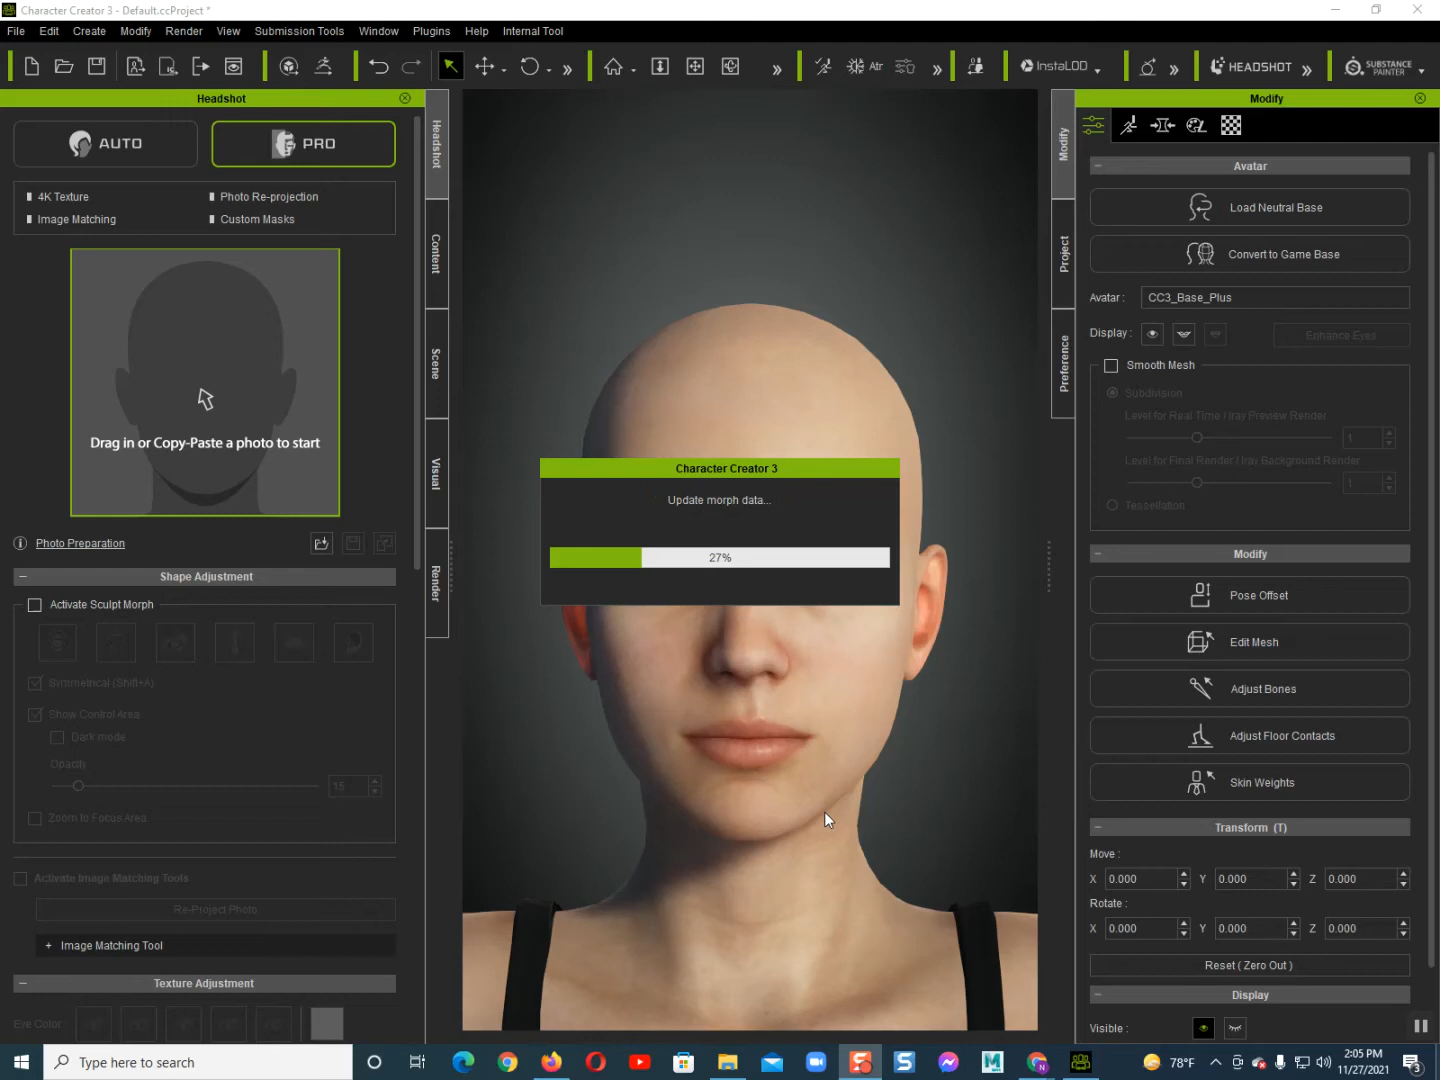 Character Creator 3 - Default.ccProject *
File Edit Create Modify Render View Submission Tools Window Plugins Help Internal Tool
Atr
InstaLOD
HEADSHOT
SUBSTANCE
PAINTER
Headshot
AUTO
PRO
4K Texture
Photo Re-projection
Image Matching
Custom Masks
Drag in or Copy-Paste a photo to start
Photo Preparation
Shape Adjustment
Activate Sculpt Morph
Symmetrical (Shift+A)
Show Control Area
Dark mode
Opacity
15
Zoom to Focus Area
Activate Image Matching Tools
Re-Project Photo
+ Image Matching Tool
Texture Adjustment
Eye Color
Headshot
Content
Scene
Visual
Render
Character Creator 3
Update morph data...
27%
Modify
Project
Preference
Modify
Avatar
Load Neutral Base
Convert to Game Base
Avatar : CC3_Base_Plus
Display :
Enhance Eyes
Smooth Mesh
Subdivision
Level for Real Time / Iray Preview Render
1
Level for Final Render / Iray Background Render
1
Tessellation
Modify
Pose Offset
Edit Mesh
Adjust Bones
Adjust Floor Contacts
Skin Weights
Transform (T)
Move :
X 0.000 Y 0.000 Z 0.000
Rotate :
X 0.000 Y 0.000 Z 0.000
Reset ( Zero Out )
Display
Visible :
Type here to search
78°F
2:05 PM
11/27/2021
3